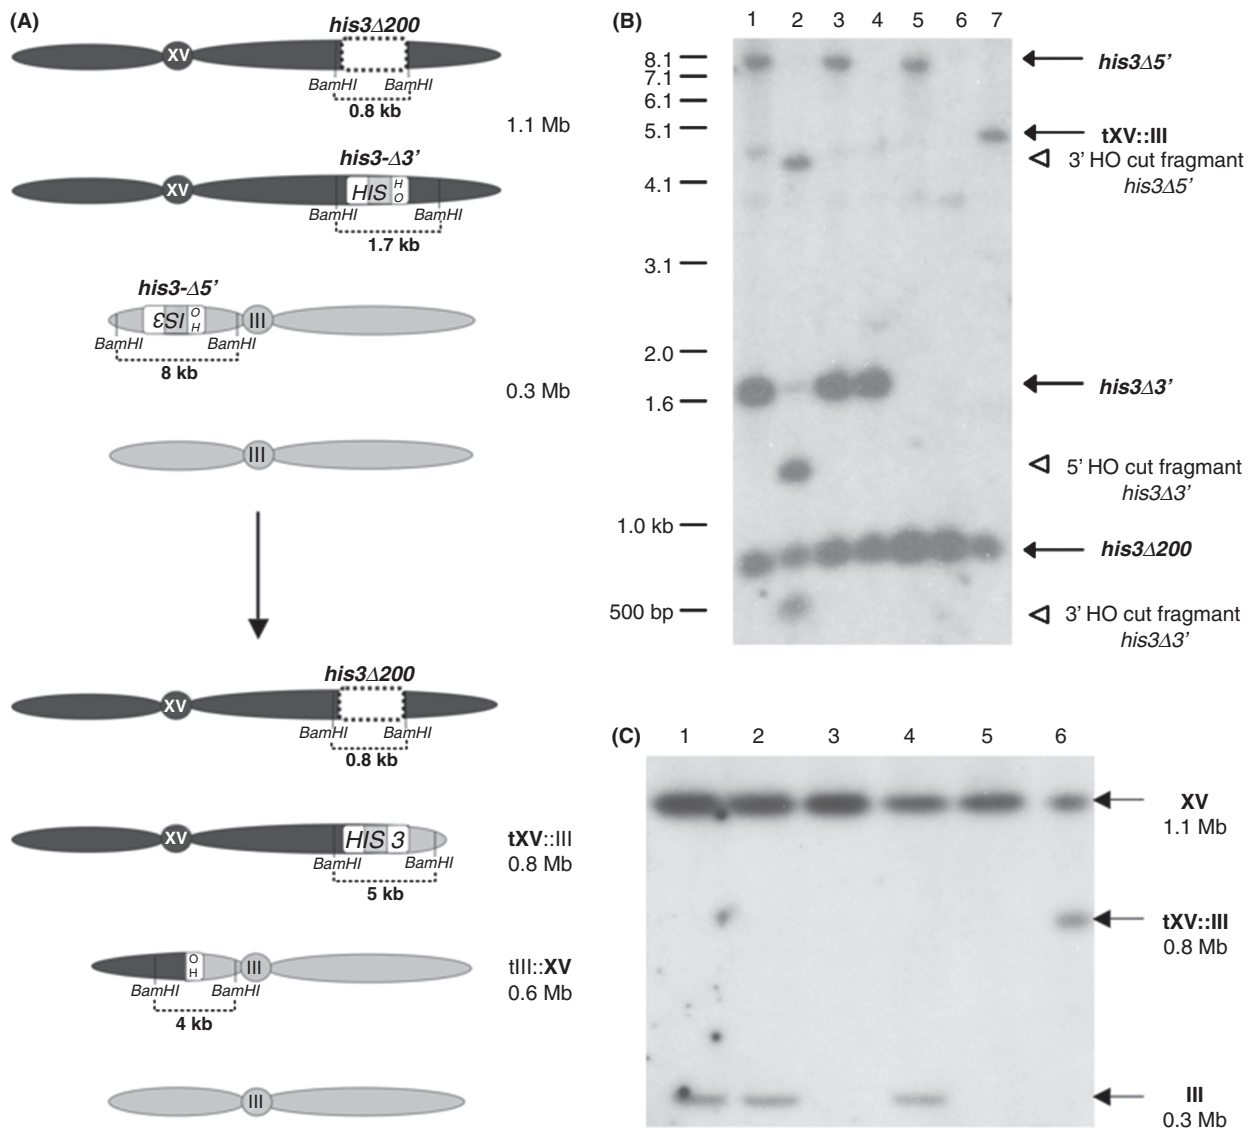 (A)
his3Δ200
XV
BamHI BamHI
0.8 kb
1.1 Mb
his3-Δ3’
XV HIS H O
BamHI BamHI
1.7 kb
his3-Δ5’
IS3 O H III
BamHI BamHI
8 kb
0.3 Mb
III
his3Δ200
XV
BamHI BamHI
0.8 kb
XV HIS 3 tXV::III
BamHI BamHI 0.8 Mb
5 kb
O H III tIII::XV
BamHI BamHI 0.6 Mb
4 kb
III
(B) 1 2 3 4 5 6 7
8.1 his3Δ5’
7.1
6.1
5.1 tXV::III
3’ HO cut fragmant
his3Δ5’
4.1
3.1
2.0
1.6 his3Δ3’
5’ HO cut fragmant
his3Δ3’
1.0 kb
his3Δ200
500 bp 3’ HO cut fragmant
his3Δ3’
(C) 1 2 3 4 5 6
XV
1.1 Mb
tXV::III
0.8 Mb
III
0.3 Mb